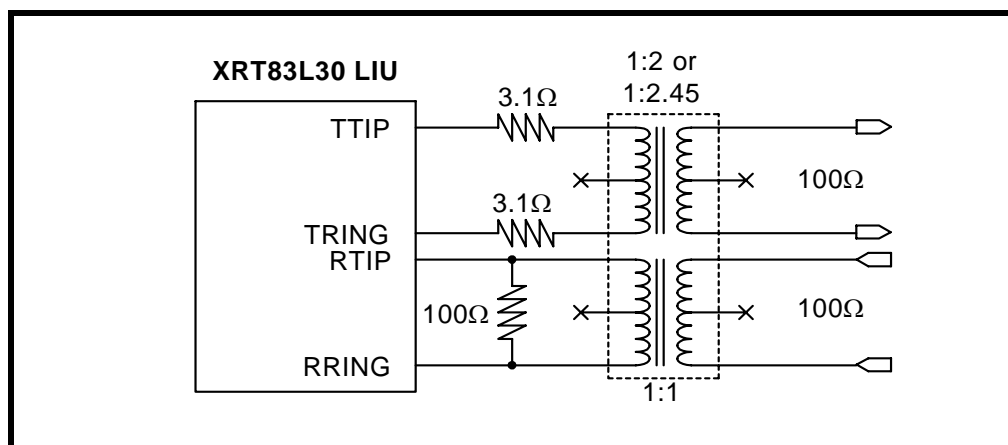 XRT83L30 LIU
1:2 or
1:2.45
3.1Ω
TTIP
100Ω
3.1Ω
TRING
RTIP
100Ω
100Ω
RRING
1:1